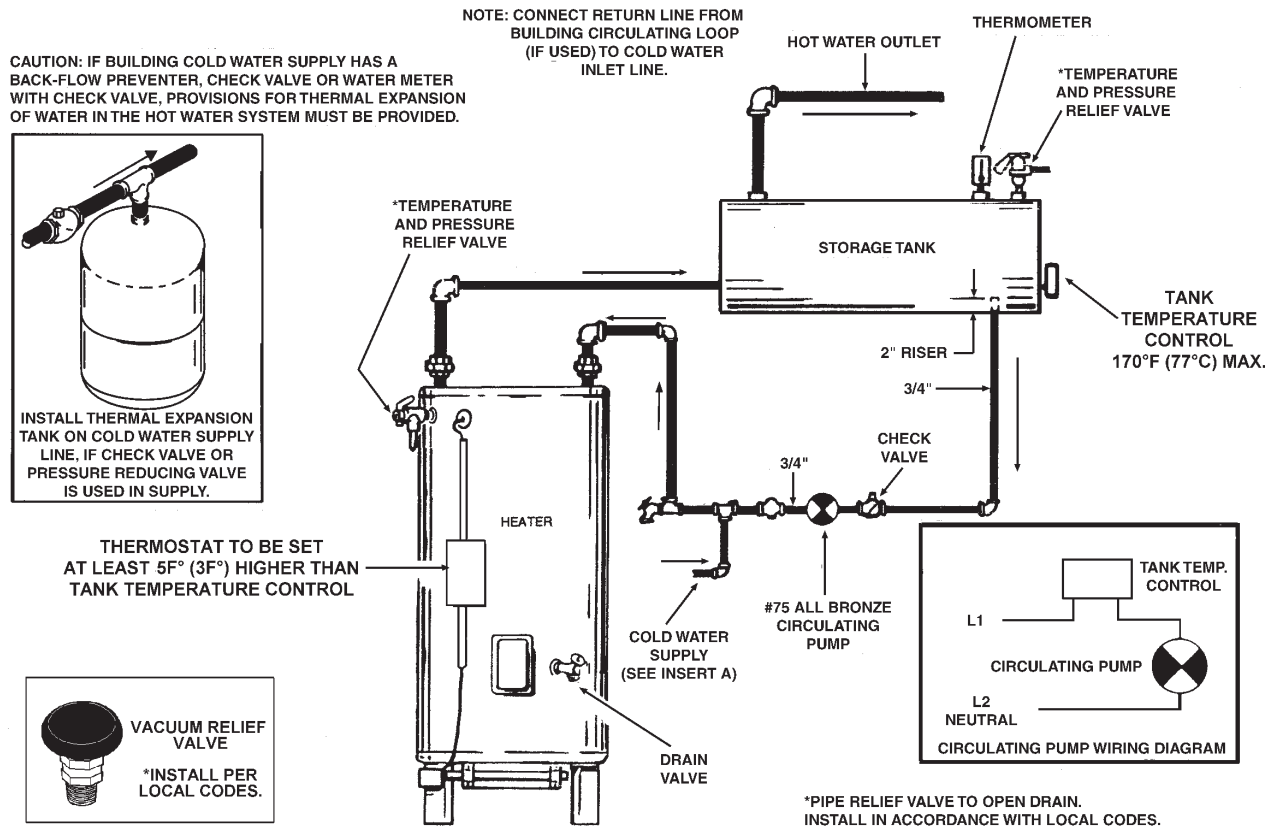 NOTE: CONNECT RETURN LINE FROM
BUILDING CIRCULATING LOOP
(IF USED) TO COLD WATER
INLET LINE.
THERMOMETER
HOT WATER OUTLET
CAUTION: IF BUILDING COLD WATER SUPPLY HAS A
BACK-FLOW PREVENTER, CHECK VALVE OR WATER METER
WITH CHECK VALVE, PROVISIONS FOR THERMAL EXPANSION
OF WATER IN THE HOT WATER SYSTEM MUST BE PROVIDED.
*TEMPERATURE
AND PRESSURE
RELIEF VALVE
*TEMPERATURE
AND PRESSURE
RELIEF VALVE
STORAGE TANK
TANK
TEMPERATURE
CONTROL
170°F (77°C) MAX.
2" RISER
3/4"
INSTALL THERMAL EXPANSION
TANK ON COLD WATER SUPPLY
LINE, IF CHECK VALVE OR
PRESSURE REDUCING VALVE
IS USED IN SUPPLY.
CHECK
VALVE
3/4"
HEATER
THERMOSTAT TO BE SET
AT LEAST 5F° (3F°) HIGHER THAN
TANK TEMPERATURE CONTROL
#75 ALL BRONZE
CIRCULATING
PUMP
COLD WATER
SUPPLY
(SEE INSERT A)
TANK TEMP.
CONTROL
L1
CIRCULATING PUMP
L2
NEUTRAL
CIRCULATING PUMP WIRING DIAGRAM
VACUUM RELIEF
VALVE
*INSTALL PER
LOCAL CODES.
DRAIN
VALVE
*PIPE RELIEF VALVE TO OPEN DRAIN.
INSTALL IN ACCORDANCE WITH LOCAL CODES.